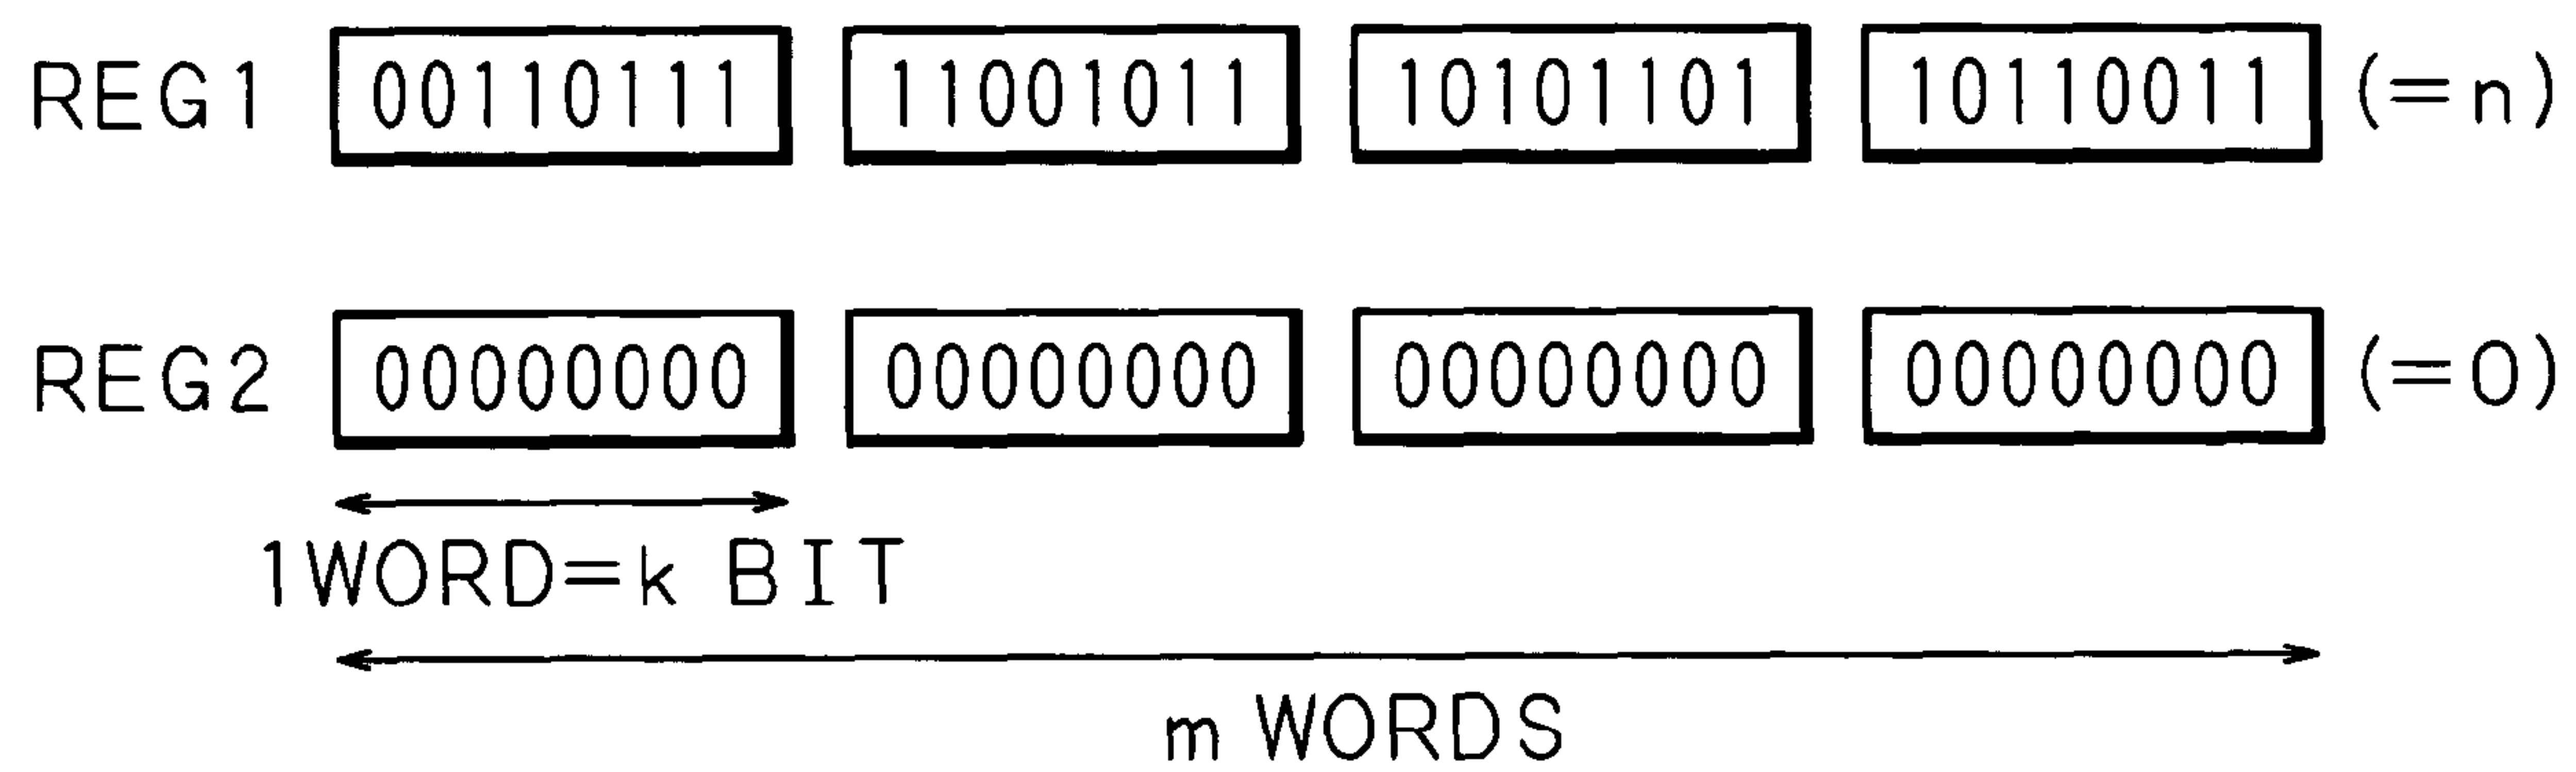 REG1 00110111 11001011 10101101 10110011 (=n)
REG2 00000000 00000000 00000000 00000000 (=0)
1WORD=k BIT
m WORDS